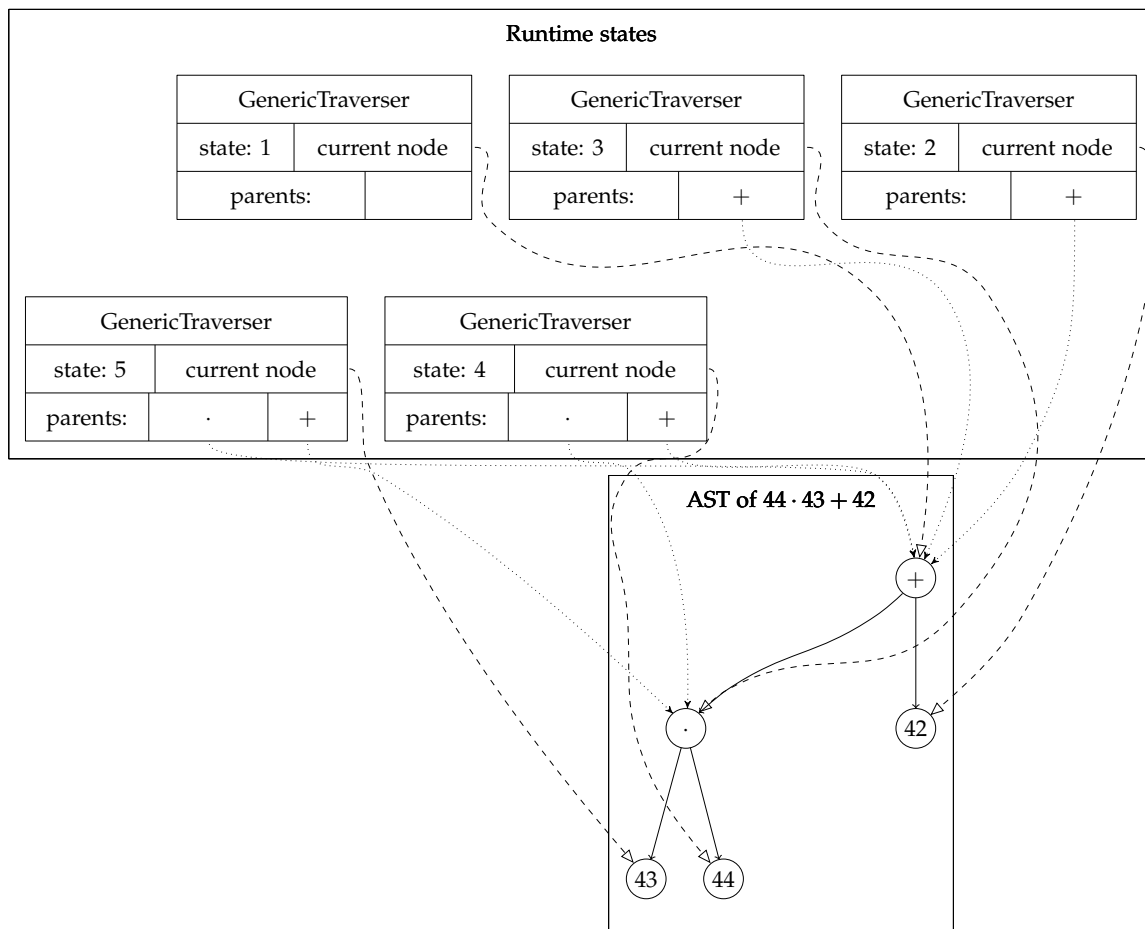 Runtime states
GenericTraverser
state: 1 current node
parents:
GenericTraverser
state: 3 current node
parents: +
GenericTraverser
state: 2 current node
parents: +
GenericTraverser
state: 5 current node
parents: · +
GenericTraverser
state: 4 current node
parents: · +
AST of 44 · 43 + 42
+
·
42
43
44